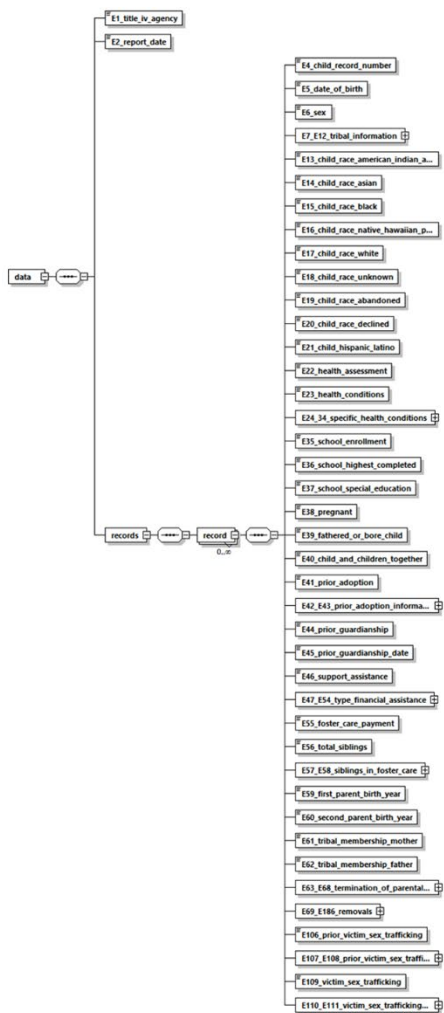 E1_title_iv_agency
E2_report_date
E4_child_record_number
E5_date_of_birth
E6_sex
E7_E12_tribal_information
E13_child_race_american_indian_a...
E14_child_race_asian
E15_child_race_black
E16_child_race_native_hawaiian_p...
E17_child_race_white
data
E18_child_race_unknown
E19_child_race_abandoned
E20_child_race_declined
E21_child_hispanic_latino
E22_health_assessment
E23_health_conditions
E24_34_specific_health_conditions
E35_school_enrollment
E36_school_highest_completed
E37_school_special_education
E38_pregnant
records
record
0..∞
E39_fathered_or_bore_child
E40_child_and_children_together
E41_prior_adoption
E42_E43_prior_adoption_informa...
E44_prior_guardianship
E45_prior_guardianship_date
E46_support_assistance
E47_E54_type_financial_assistance
E55_foster_care_payment
E56_total_siblings
E57_E58_siblings_in_foster_care
E59_first_parent_birth_year
E60_second_parent_birth_year
E61_tribal_membership_mother
E62_tribal_membership_father
E63_E68_termination_of_parental...
E69_E186_removals
E106_prior_victim_sex_trafficking
E107_E108_prior_victim_sex_traffi...
E109_victim_sex_trafficking
E110_E111_victim_sex_trafficking...